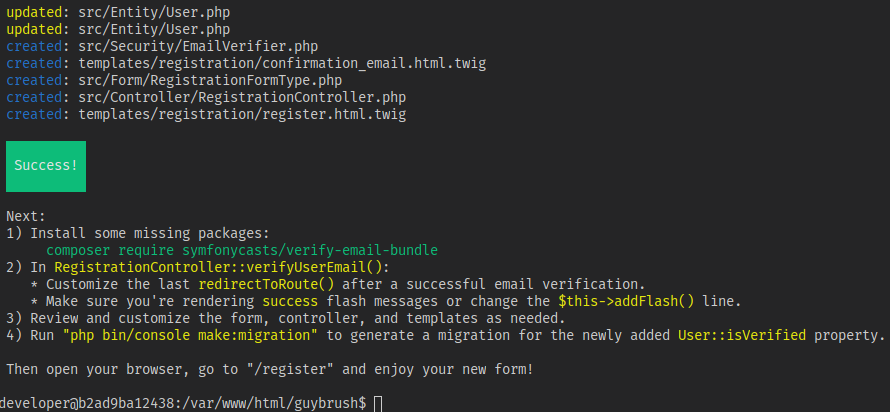 updated: src/Entity/User.php
updated: src/Entity/User.php
created: src/Security/EmailVerifier.php
created: templates/registration/confirmation_email.html.twig
created: src/Form/RegistrationFormType.php
created: src/Controller/RegistrationController.php
created: templates/registration/register.html.twig
Success!
Next:
1) Install some missing packages:
composer require symfonycasts/verify-email-bundle
2) In RegistrationController::verifyUserEmail():
* Customize the last redirectToRoute() after a successful email verification.
* Make sure you're rendering success flash messages or change the $this->addFlash() line.
3) Review and customize the form, controller, and templates as needed.
4) Run "php bin/console make:migration" to generate a migration for the newly added User::isVerified property.
Then open your browser, go to "/register" and enjoy your new form!
developer@b2ad9ba12438:/var/www/html/guybrush$